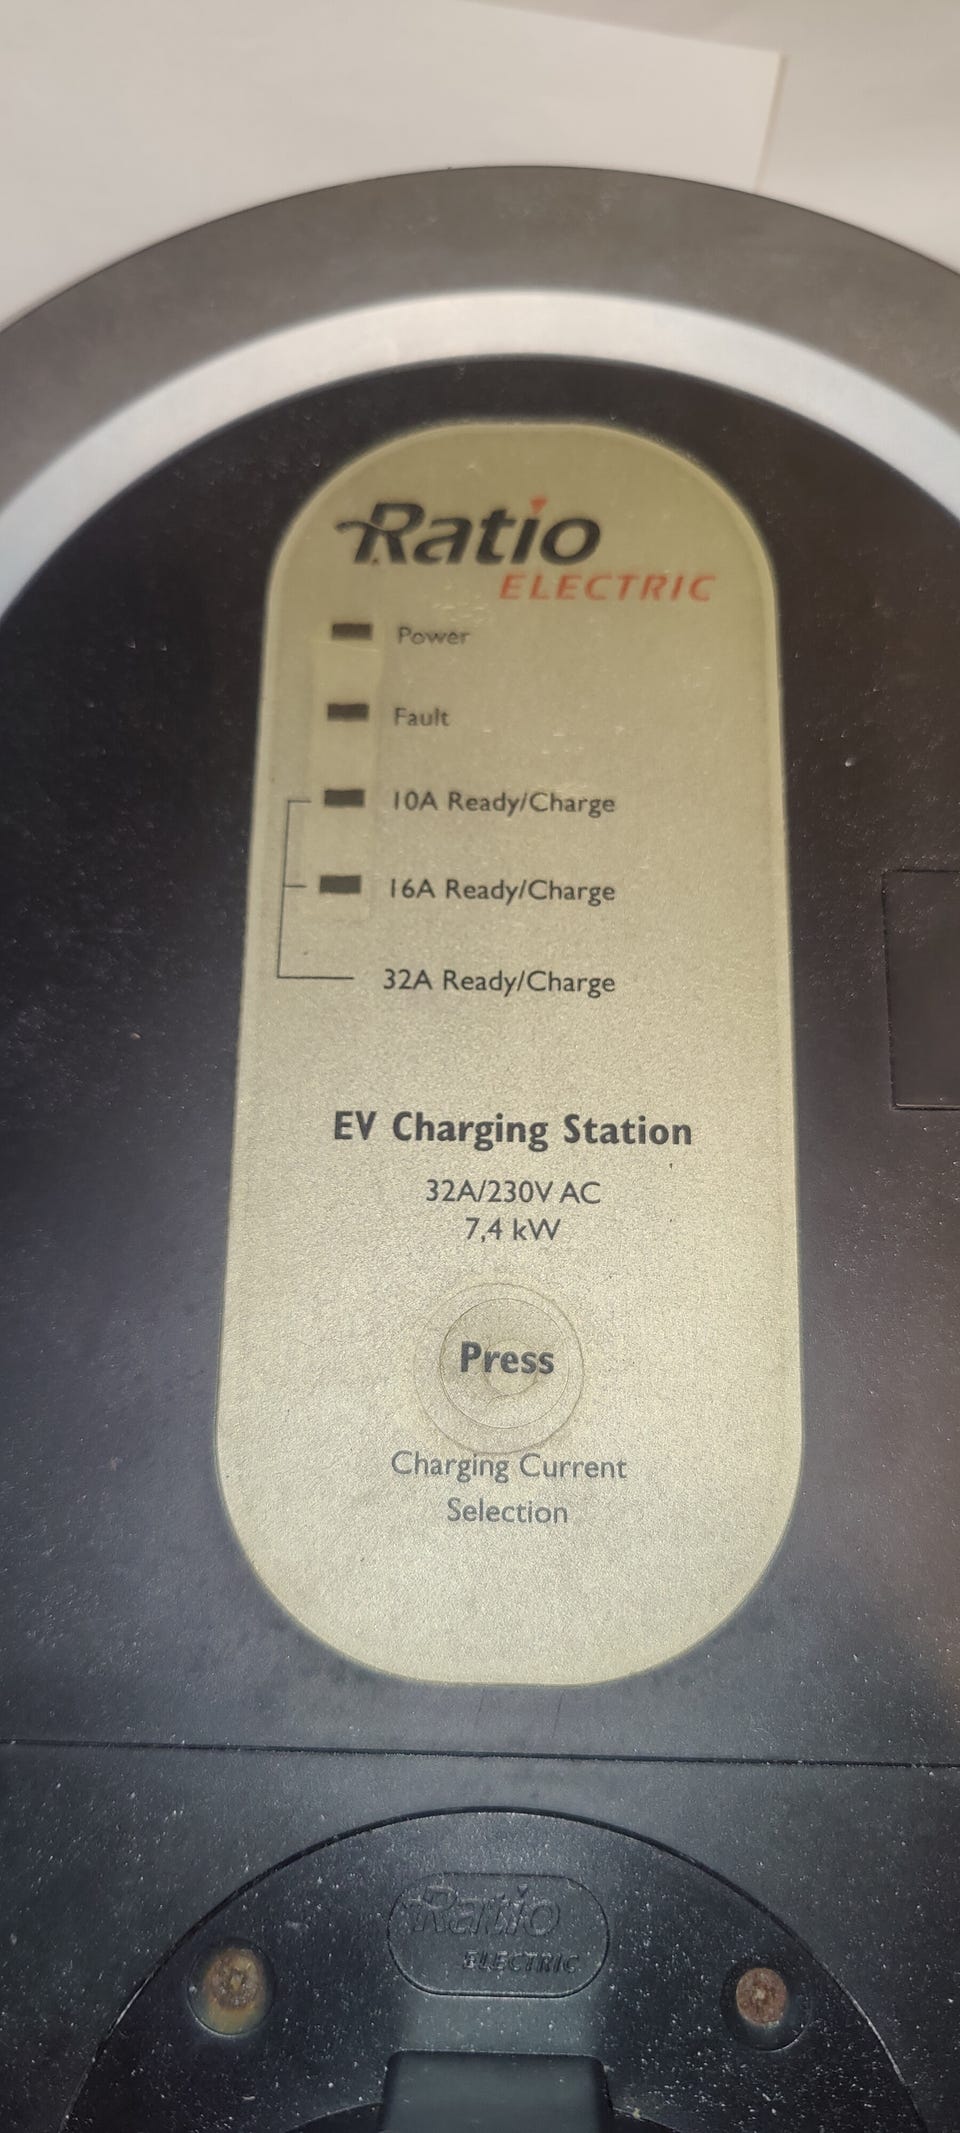 Ratio
ELECTRIC
Power
Fault
10A Ready/Charge
16A Ready/Charge
32A Ready/Charge
EV Charging Station
32A/230V AC
7,4 kW
Press
Charging Current
Selection
Ratio
ELECTRIC